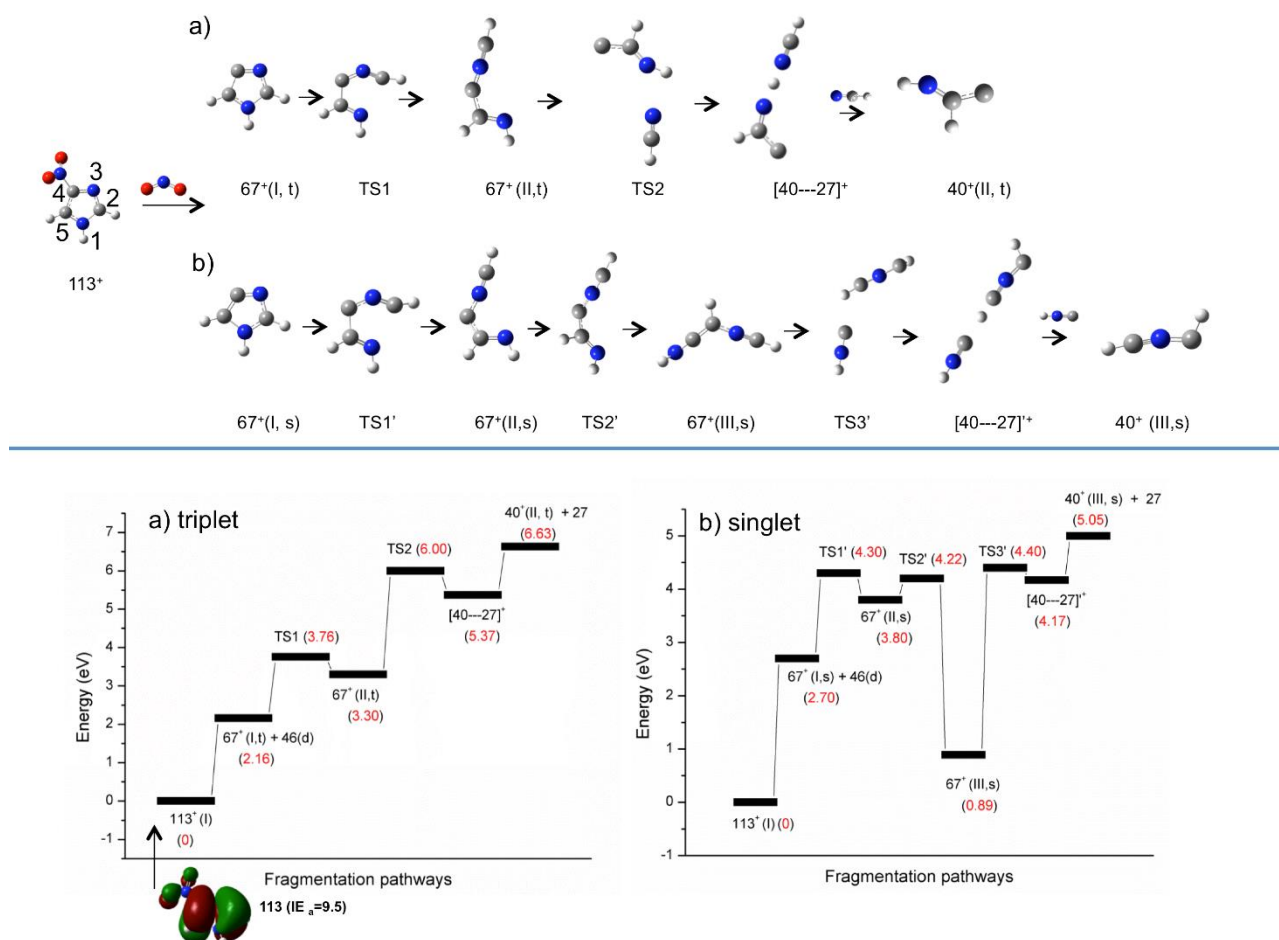 a)
67⁺(I, t) TS1 67⁺ (II,t) TS2 [40---27]⁺ 40⁺(II, t)
3
4 2
5 1
113⁺
b)
67⁺(I, s) TS1' 67⁺(II,s) TS2' 67⁺(III,s) TS3' [40---27]'⁺ 40⁺ (III,s)
a) triplet
Energy (eV)
7
6
5
4
3
2
1
0
-1
113⁺(I)
(0)
67⁺(I,t) + 46(d)
(2.16)
TS1 (3.76)
67⁺(II,t)
(3.30)
TS2 (6.00)
[40---27]⁺
(5.37)
40⁺(II, t) + 27
(6.63)
Fragmentation pathways
113 (IE ₐ=9.5)
b) singlet
Energy (eV)
5
4
3
2
1
0
-1
113⁺(I)(0)
67⁺(I,s) + 46(d)
(2.70)
TS1' (4.30)
67⁺(II,s)
(3.80)
TS2' (4.22)
67⁺(III,s)
(0.89)
TS3' (4.40)
[40---27]'⁺
(4.17)
40⁺(III, s) + 27
(5.05)
Fragmentation pathways